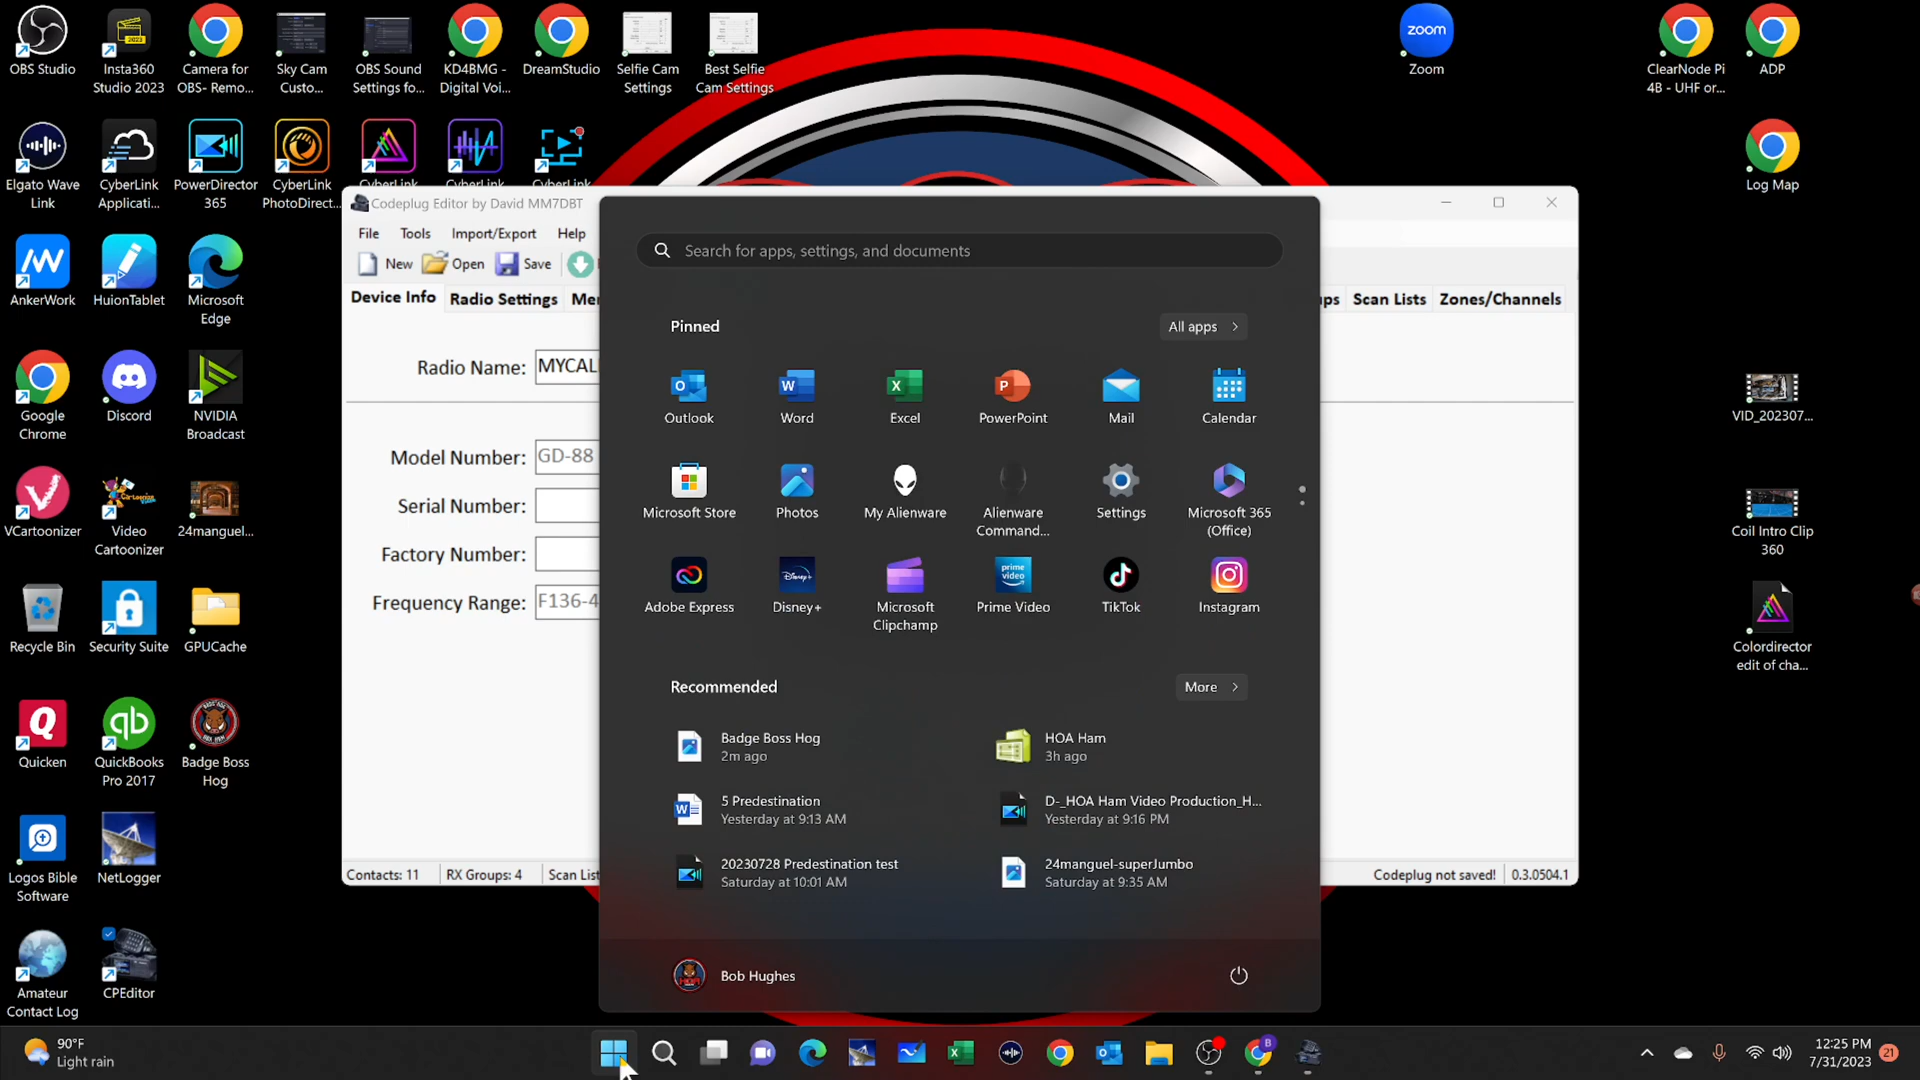 OBS Studio
Insta360
Studio 2023
Camera for
OBS- Remo...
Sky Cam
Custo...
OBS Sound
Settings fo...
KD4BMG -
Digital Voi...
DreamStudio
Selfie Cam
Settings
Best Selfie
Cam Settings
zoom
Zoom
ClearNode Pi
4B - UHF or...
ADP
Elgato Wave
Link
CyberLink
Applicati...
PowerDirector
365
CyberLink
PhotoDirect...
CyberLink
CyberLink
CyberLink
Log Map
AnkerWork
HuionTablet
Microsoft
Edge
Google
Chrome
Discord
NVIDIA
Broadcast
VCartoonizer
Video
Cartoonizer
24manguel...
Recycle Bin
Security Suite
GPUCache
Quicken
QuickBooks
Pro 2017
Badge Boss
Hog
Logos Bible
Software
NetLogger
Amateur
Contact Log
CPEditor
VID_202307...
Coil Intro Clip
360
Colordirector
edit of cha...
Codeplug Editor by David MM7DBT
File Tools Import/Export Help
New Open Save
Device Info Radio Settings Me
ups Scan Lists Zones/Channels
Radio Name: MYCAL
Model Number: GD-88
Serial Number:
Factory Number:
Frequency Range: F136-4
Contacts: 11 RX Groups: 4 Scan List
Codeplug not saved! 0.3.0504.1
Search for apps, settings, and documents
Pinned All apps
Outlook Word Excel PowerPoint Mail Calendar
Microsoft Store Photos My Alienware Alienware
Command... Settings Microsoft 365
(Office)
Adobe Express Disney+ Microsoft
Clipchamp Prime Video TikTok Instagram
Recommended More
Badge Boss Hog
2m ago
HOA Ham
3h ago
5 Predestination
Yesterday at 9:13 AM
D-_HOA Ham Video Production_H...
Yesterday at 9:16 PM
20230728 Predestination test
Saturday at 10:01 AM
24manguel-superJumbo
Saturday at 9:35 AM
Bob Hughes
90°F
Light rain
12:25 PM
7/31/2023
21